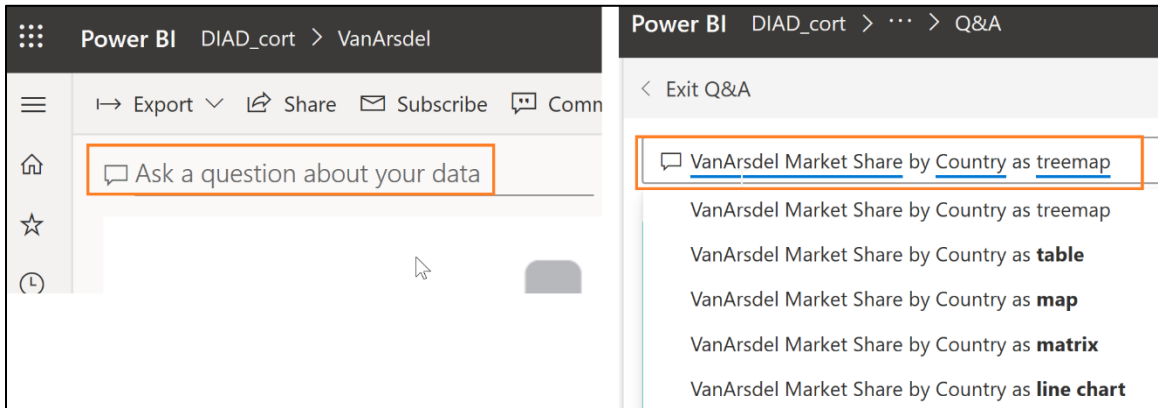 Power BI DIAD_cort > VanArsdel
Export Share Subscribe Comm
Ask a question about your data
Power BI DIAD_cort > ··· > Q&A
< Exit Q&A
VanArsdel Market Share by Country as treemap
VanArsdel Market Share by Country as treemap
VanArsdel Market Share by Country as table
VanArsdel Market Share by Country as map
VanArsdel Market Share by Country as matrix
VanArsdel Market Share by Country as line chart